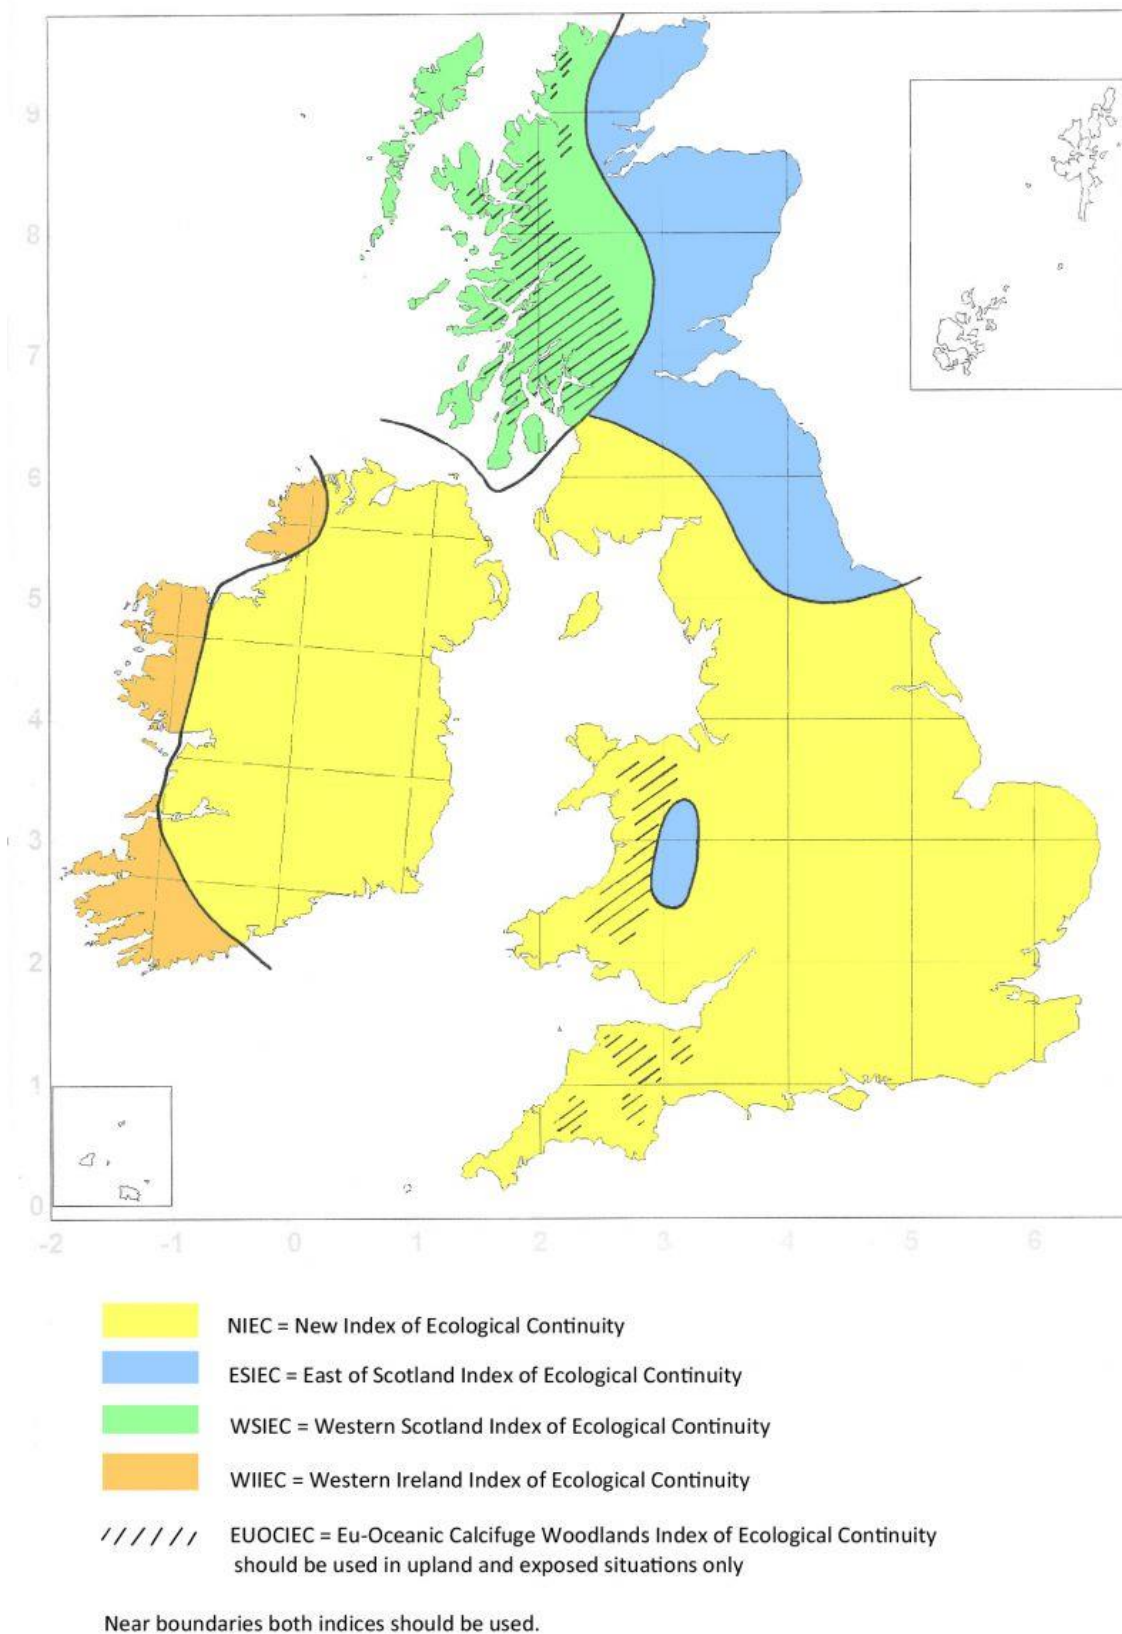 9
8
7
6
5
4
3
2
1
0
-2 -1 0 1 2 3 4 5 6
NIEC = New Index of Ecological Continuity
ESIEC = East of Scotland Index of Ecological Continuity
WSIEC = Western Scotland Index of Ecological Continuity
WIIEC = Western Ireland Index of Ecological Continuity
EUOCIEC = Eu-Oceanic Calcifuge Woodlands Index of Ecological Continuity
should be used in upland and exposed situations only
Near boundaries both indices should be used.